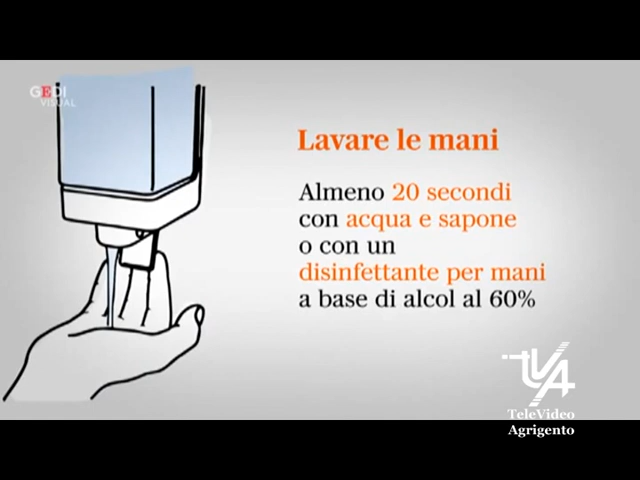 GEDI
VISUAL
Lavare le mani
Almeno 20 secondi
con acqua e sapone
o con un
disinfettante per mani
a base di alcol al 60%
TVA
TeleVideo
Agrigento